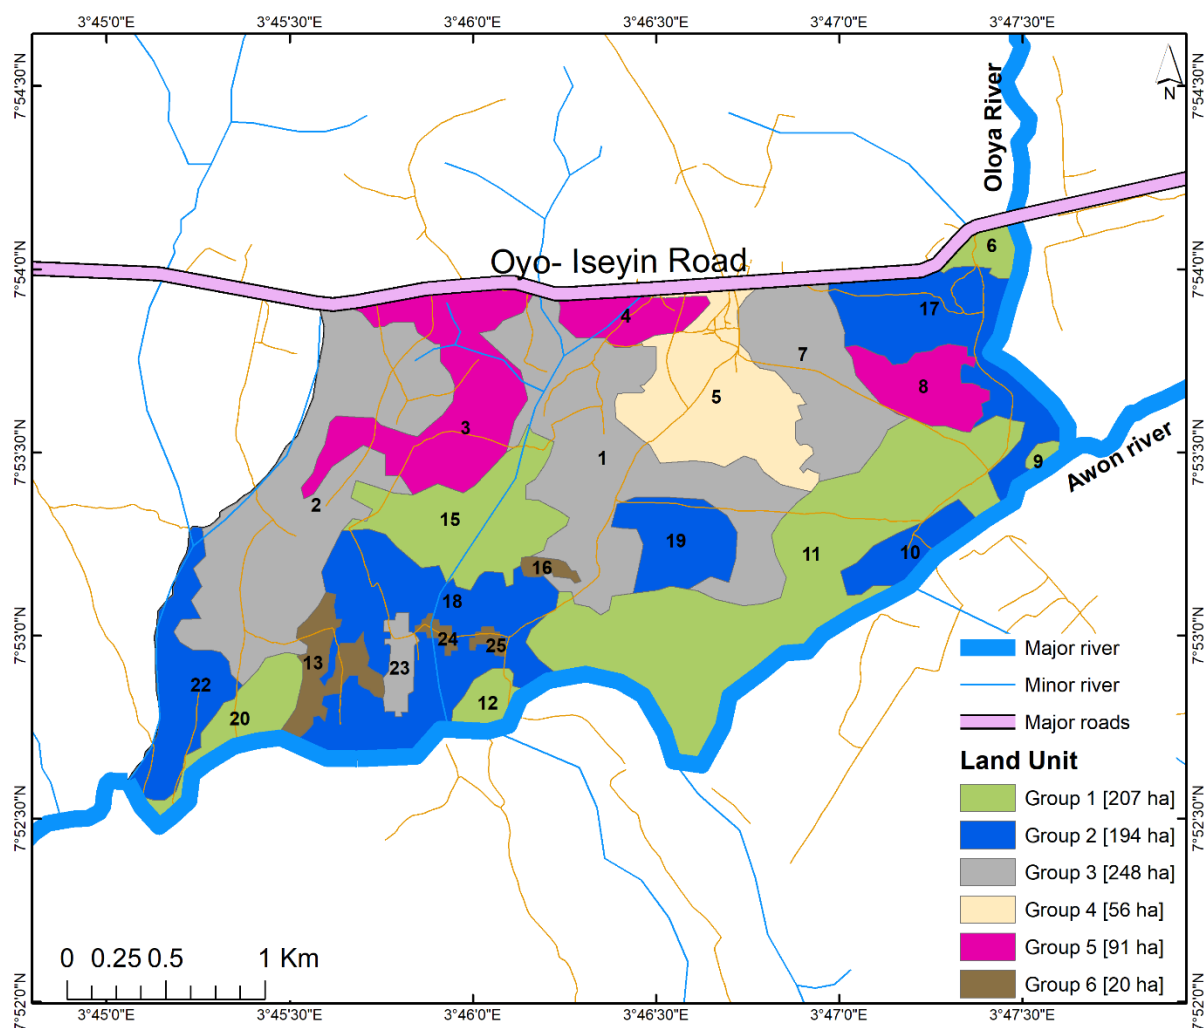 3°45'0"E 3°45'30"E 3°46'0"E 3°46'30"E 3°47'0"E 3°47'30"E
7°54'30"N 7°54'30"N
N
Oloya River
6
7°54'0"N Oyo- Iseyin Road 7°54'0"N
17
4
7
8
5
3
7°53'30"N 1 9 Awon river 7°53'30"N
2
15
19 11 10
16
18
7°53'0"N 24 25 7°53'0"N
13 23
22
12
20
7°52'30"N 7°52'30"N
7°52'0"N 7°52'0"N
Major river
Minor river
Major roads
Land Unit
Group 1 [207 ha]
Group 2 [194 ha]
Group 3 [248 ha]
Group 4 [56 ha]
Group 5 [91 ha]
Group 6 [20 ha]
0 0.25 0.5 1 Km
3°45'0"E 3°45'30"E 3°46'0"E 3°46'30"E 3°47'0"E 3°47'30"E